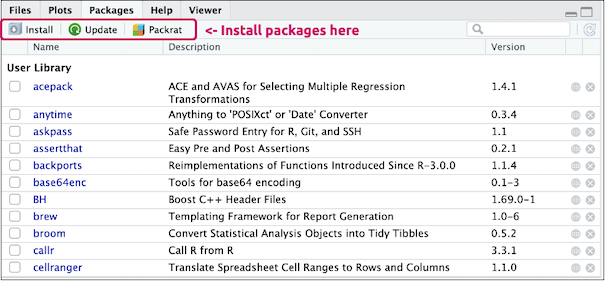 Files Plots Packages Help Viewer
Install Update Packrat <- Install packages here
Name Description Version
User Library
acepack ACE and AVAS for Selecting Multiple Regression 1.4.1
Transformations
anytime Anything to 'POSIXct' or 'Date' Converter 0.3.4
askpass Safe Password Entry for R, Git, and SSH 1.1
assertthat Easy Pre and Post Assertions 0.2.1
backports Reimplementations of Functions Introduced Since R-3.0.0 1.1.4
base64enc Tools for base64 encoding 0.1-3
BH Boost C++ Header Files 1.69.0-1
brew Templating Framework for Report Generation 1.0-6
broom Convert Statistical Analysis Objects into Tidy Tibbles 0.5.2
callr Call R from R 3.3.1
cellranger Translate Spreadsheet Cell Ranges to Rows and Columns 1.1.0